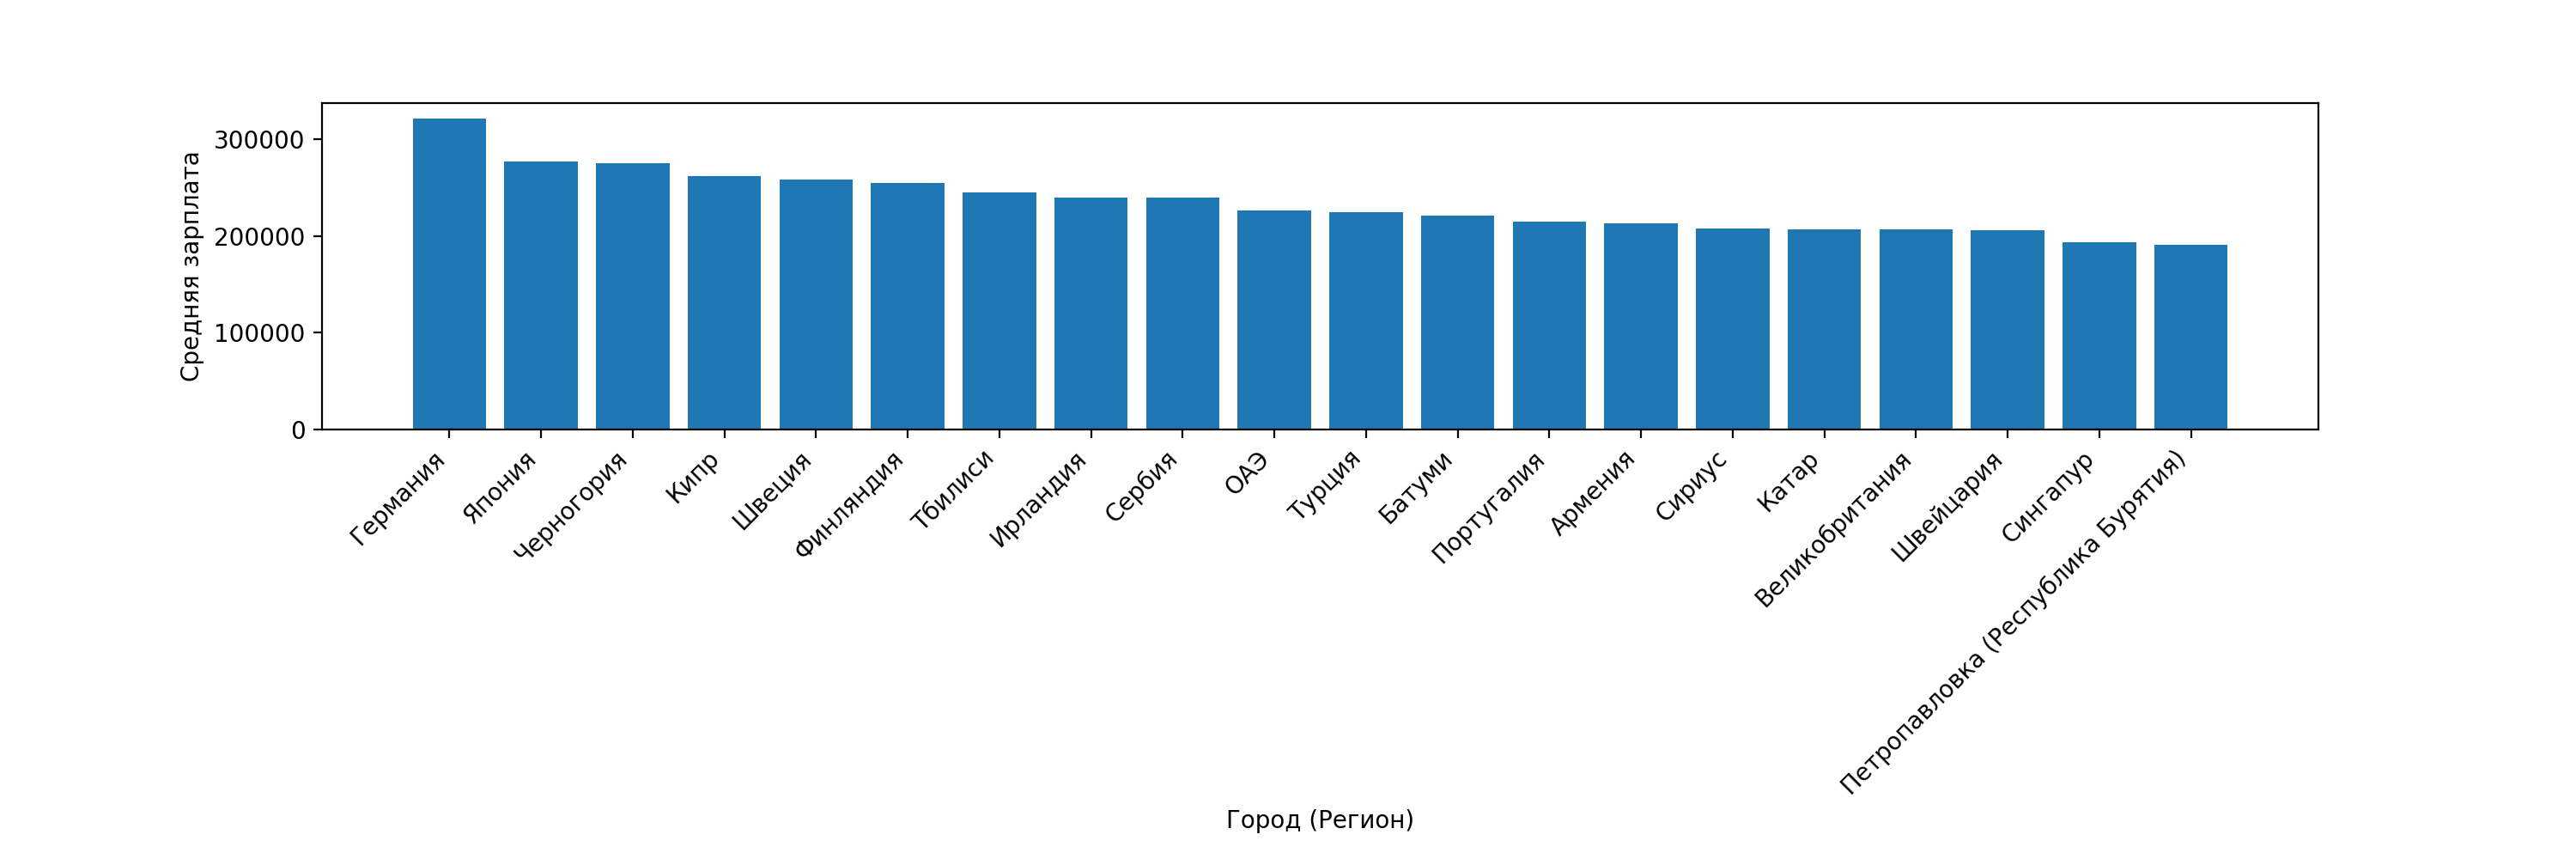 Средняя зарплата
300000
200000
100000
0
Германия
Япония
Черногория
Кипр
Швеция
Финляндия
Тбилиси
Ирландия
Сербия
ОАЭ
Турция
Батуми
Португалия
Армения
Сириус
Катар
Великобритания
Швейцария
Сингапур
Петропавловка (Республика Бурятия)
Город (Регион)